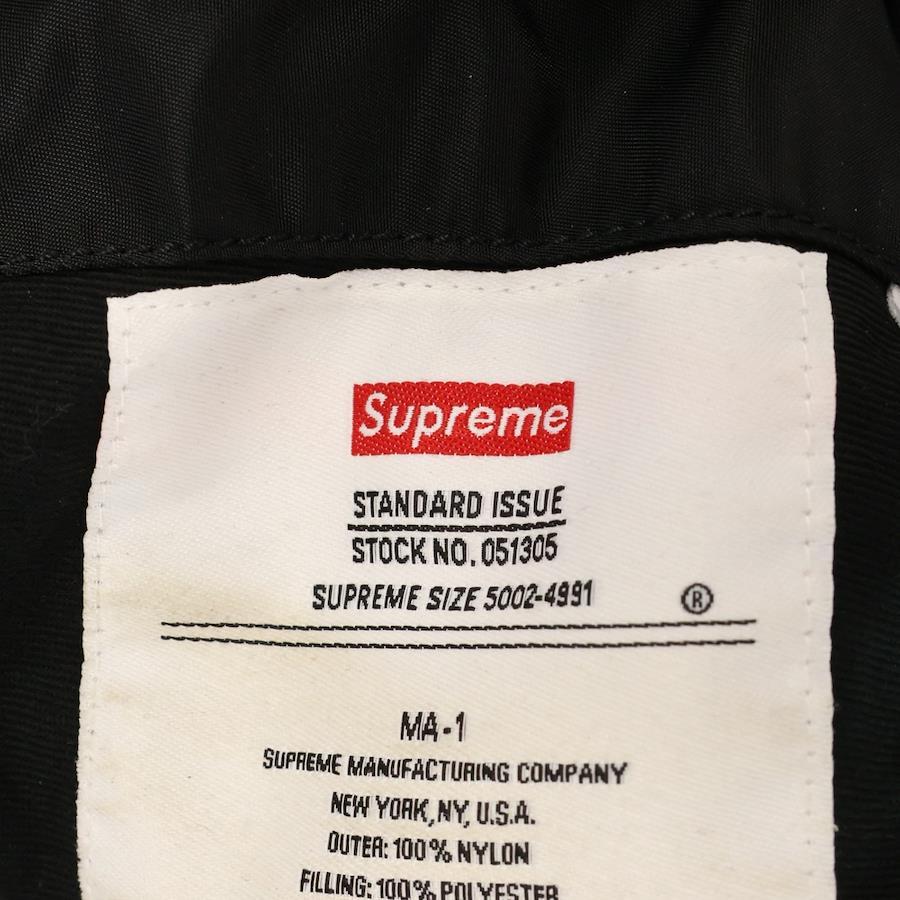 Supreme
STANDARD ISSUE
STOCK NO. 051305
SUPREME SIZE 5002-4991 ®
MA-1
SUPREME MANUFACTURING COMPANY
NEW YORK, NY, U.S.A.
OUTER: 100% NYLON
FILLING: 100% POLYESTER